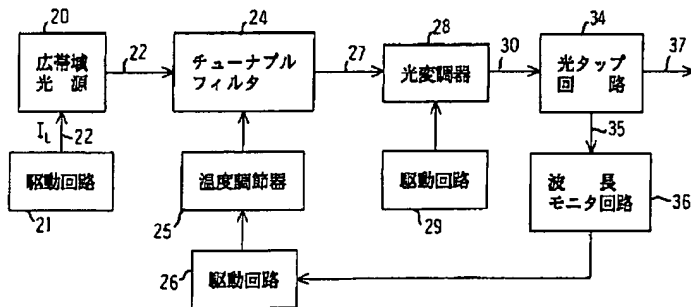 20
24
28
34
広帯域
光 源
22
チューナブル
フィルタ
27
光変調器
30
光タップ
回 路
37
I_L
22
35
駆動回路
21
温度調節器
25
駆動回路
29
波 長
モニタ回路
36
26
駆動回路